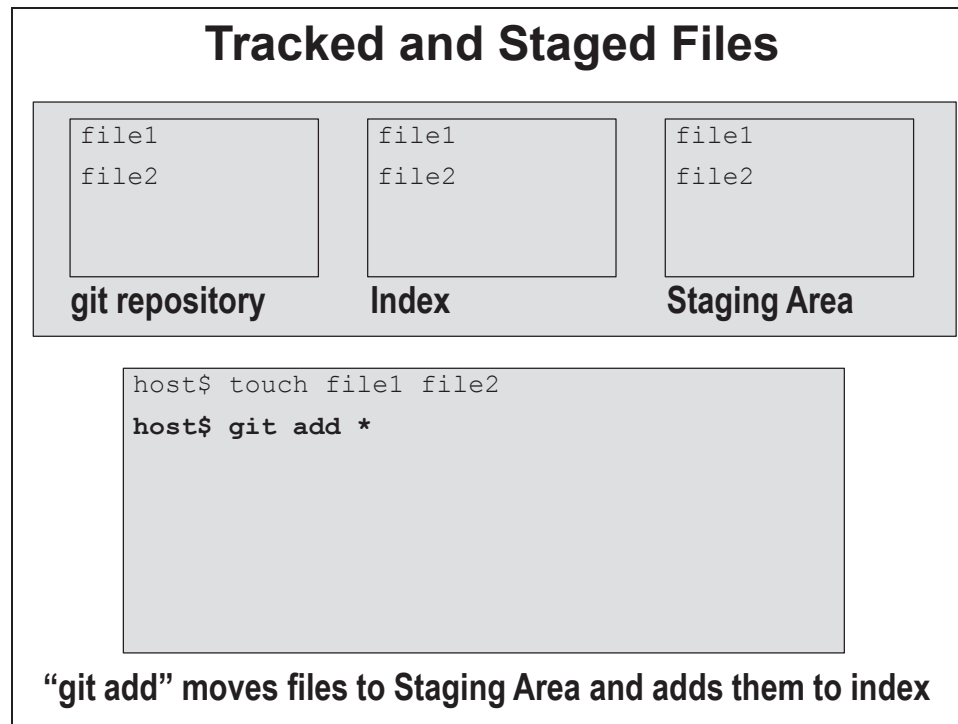 Tracked and Staged Files
file1
file2
git repository
file1
file2
Index
file1
file2
Staging Area
host$ touch file1 file2
host$ git add *
“git add” moves files to Staging Area and adds them to index